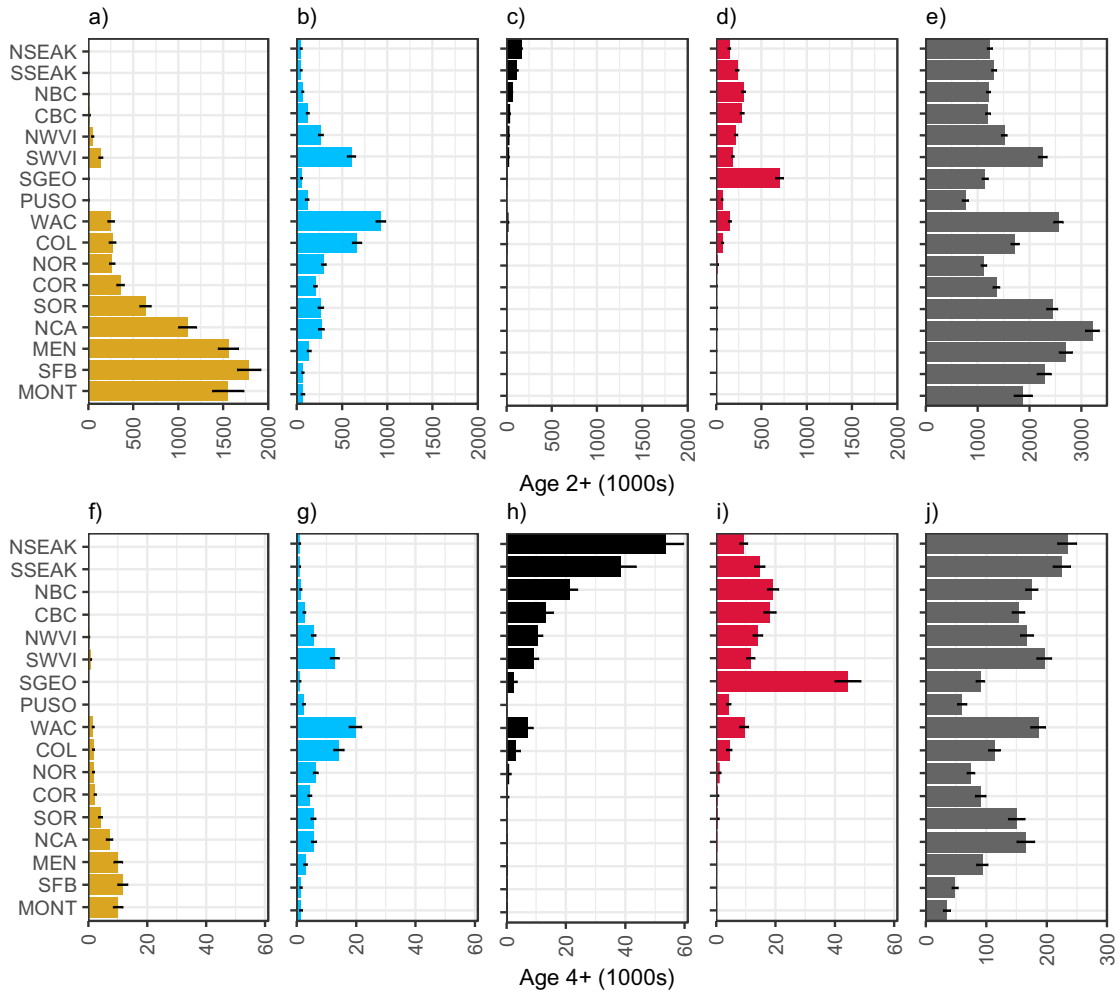 a) b) c) d) e)
NSEAK
SSEAK
NBC
CBC
NWVI
SWVI
SGEO
PUSO
WAC
COL
NOR
COR
SOR
NCA
MEN
SFB
MONT
0 500 1000 1500 2000 0 500 1000 1500 2000 0 500 1000 1500 2000 0 500 1000 1500 2000 0 1000 2000 3000
Age 2+ (1000s)
f) g) h) i) j)
NSEAK
SSEAK
NBC
CBC
NWVI
SWVI
SGEO
PUSO
WAC
COL
NOR
COR
SOR
NCA
MEN
SFB
MONT
0 20 40 60 0 20 40 60 0 20 40 60 0 20 40 60 0 100 200 300
Age 4+ (1000s)